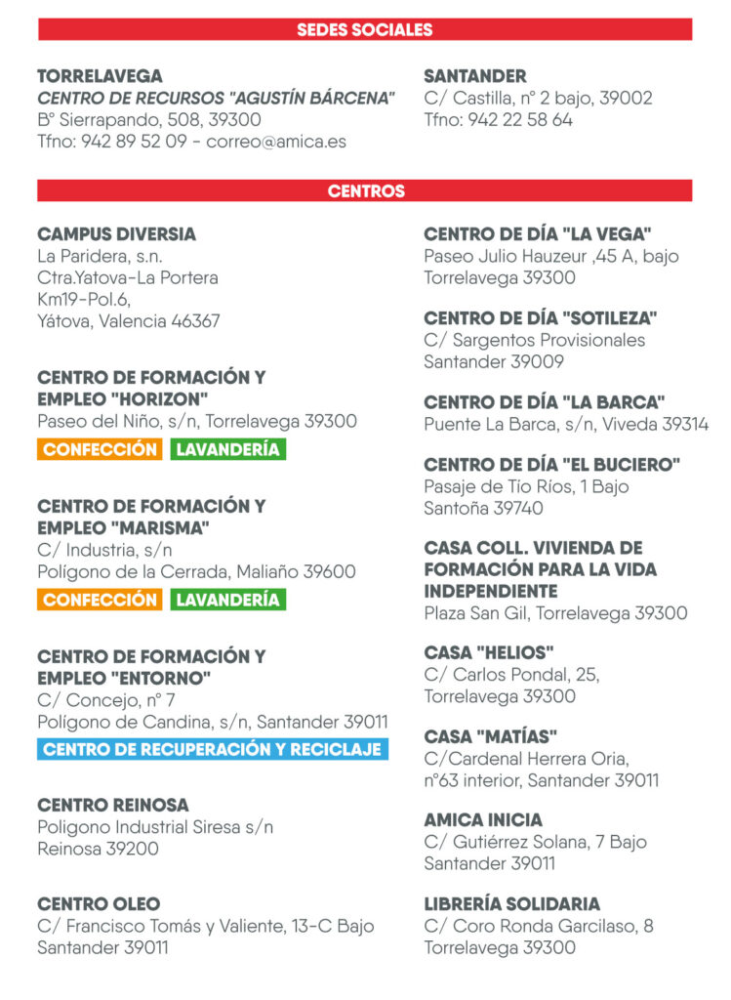 SEDES SOCIALES
TORRELAVEGA
CENTRO DE RECURSOS "AGUSTÍN BÁRCENA"
Bº Sierrapando, 508, 39300
Tfno: 942 89 52 09 - correo@amica.es
SANTANDER
C/ Castilla, nº 2 bajo, 39002
Tfno: 942 22 58 64
CENTROS
CAMPUS DIVERSIA
La Paridera, s.n.
Ctra.Yatova-La Portera
Km19-Pol.6,
Yátova, Valencia 46367
CENTRO DE FORMACIÓN Y
EMPLEO "HORIZON"
Paseo del Niño, s/n, Torrelavega 39300
CONFECCIÓN LAVANDERÍA
CENTRO DE FORMACIÓN Y
EMPLEO "MARISMA"
C/ Industria, s/n
Polígono de la Cerrada, Maliaño 39600
CONFECCIÓN LAVANDERÍA
CENTRO DE FORMACIÓN Y
EMPLEO "ENTORNO"
C/ Concejo, nº 7
Polígono de Candina, s/n, Santander 39011
CENTRO DE RECUPERACIÓN Y RECICLAJE
CENTRO REINOSA
Poligono Industrial Siresa s/n
Reinosa 39200
CENTRO OLEO
C/ Francisco Tomás y Valiente, 13-C Bajo
Santander 39011
CENTRO DE DÍA "LA VEGA"
Paseo Julio Hauzeur ,45 A, bajo
Torrelavega 39300
CENTRO DE DÍA "SOTILEZA"
C/ Sargentos Provisionales
Santander 39009
CENTRO DE DÍA "LA BARCA"
Puente La Barca, s/n, Viveda 39314
CENTRO DE DÍA "EL BUCIERO"
Pasaje de Tío Ríos, 1 Bajo
Santoña 39740
CASA COLL. VIVIENDA DE
FORMACIÓN PARA LA VIDA
INDEPENDIENTE
Plaza San Gil, Torrelavega 39300
CASA "HELIOS"
C/ Carlos Pondal, 25,
Torrelavega 39300
CASA "MATÍAS"
C/Cardenal Herrera Oria,
nº63 interior, Santander 39011
AMICA INICIA
C/ Gutiérrez Solana, 7 Bajo
Santander 39011
LIBRERÍA SOLIDARIA
C/ Coro Ronda Garcilaso, 8
Torrelavega 39300